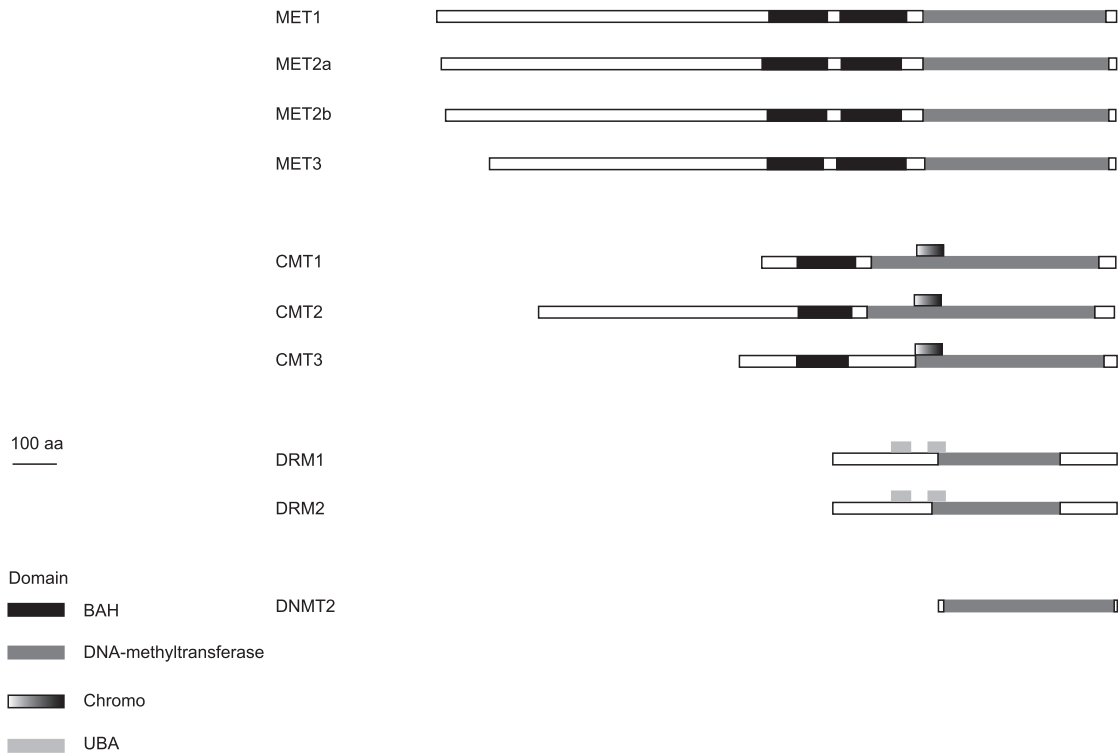 MET1
MET2a
MET2b
MET3
CMT1
CMT2
CMT3
100 aa
DRM1
DRM2
Domain
BAH
DNMT2
DNA-methyltransferase
Chromo
UBA